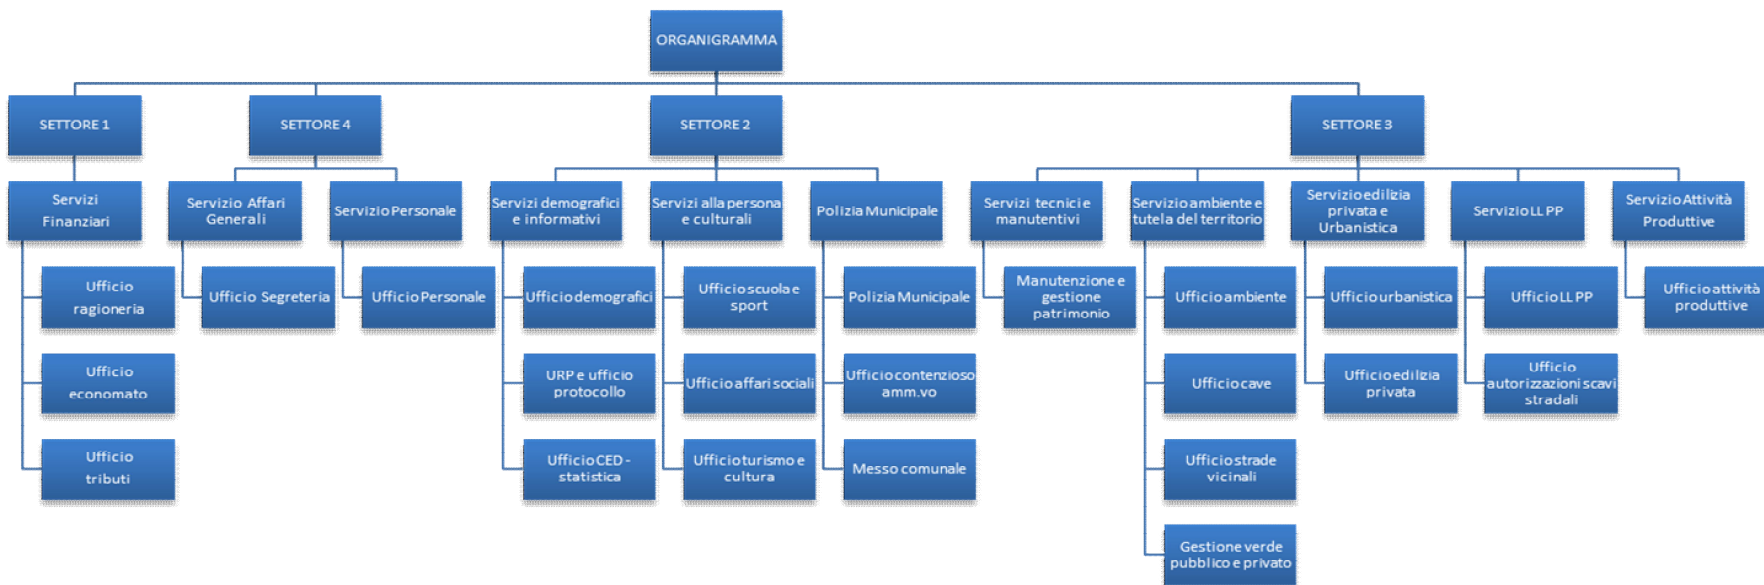 ORGANIGRAMMA
SETTORE 1
SETTORE 4
SETTORE 2
SETTORE 3
Servizi
Finanziari
Servizio Affari
Generali
Servizio Personale
Servizi demografici
e informativi
Servizi alla persona
e culturali
Polizia Municipale
Servizi tecnici e
manutentivi
Servizio ambiente e
tutela del territorio
Servizio edilizia
privata e
Urbanistica
Servizio LL PP
Servizio Attività
Produttive
Ufficio
ragioneria
Ufficio Segreteria
Ufficio Personale
Ufficio demografici
Ufficio scuola e
sport
Polizia Municipale
Manutenzione e
gestione
patrimonio
Ufficio ambiente
Ufficio urbanistica
Ufficio LL PP
Ufficio attività
produttive
Ufficio
economato
URP e ufficio
protocollo
Ufficio affari sociali
Ufficio contenzioso
amm.vo
Ufficio cave
Ufficio edilizia
privata
Ufficio
autorizzazioni scavi
stradali
Ufficio
tributi
Ufficio CED -
statistica
Ufficio turismo e
cultura
Messo comunale
Ufficio strade
vicinali
Gestione verde
pubblico e privato